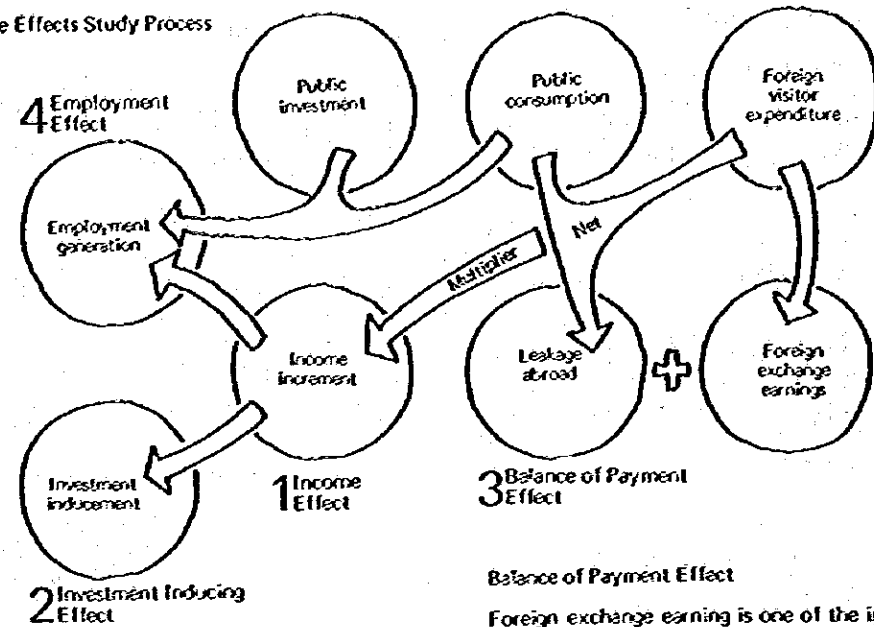 e Effects Study Process
Public
investment
Public
consumption
Foreign
visitor
expenditure
4 Employment
Effect
Employment
generation
Net
Multiplier
Income
increment
Leakage
abroad
Foreign
exchange
earnings
Investment
inducement
1 Income
Effect
3 Balance of Payment
Effect
2 Investment Inducing
Effect
Balance of Payment Effect
Foreign exchange earning is one of the i